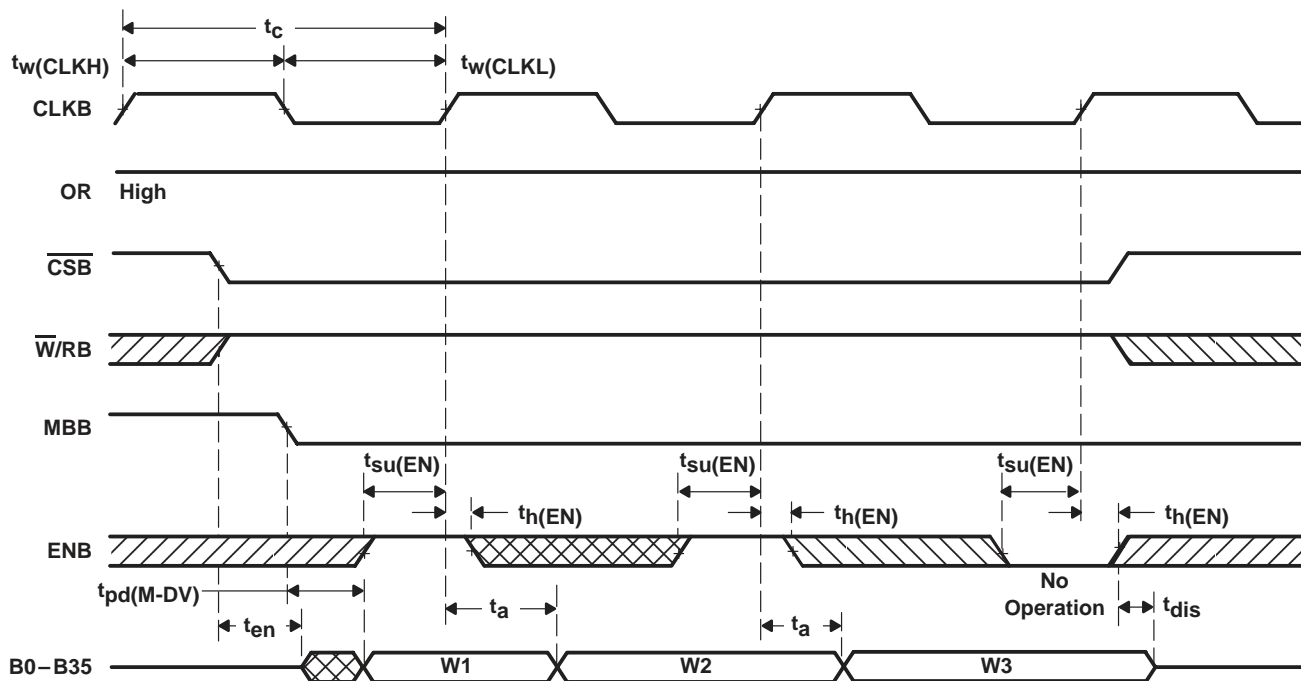 tc
tw(CLKH)
tw(CLKL)
CLKB
OR High
CSB
W/RB
MBB
tsu(EN) tsu(EN) tsu(EN)
th(EN) th(EN) th(EN)
ENB
tpd(M-DV)
No
Operation
ta
ta
tdis
ten
B0–B35 W1 W2 W3